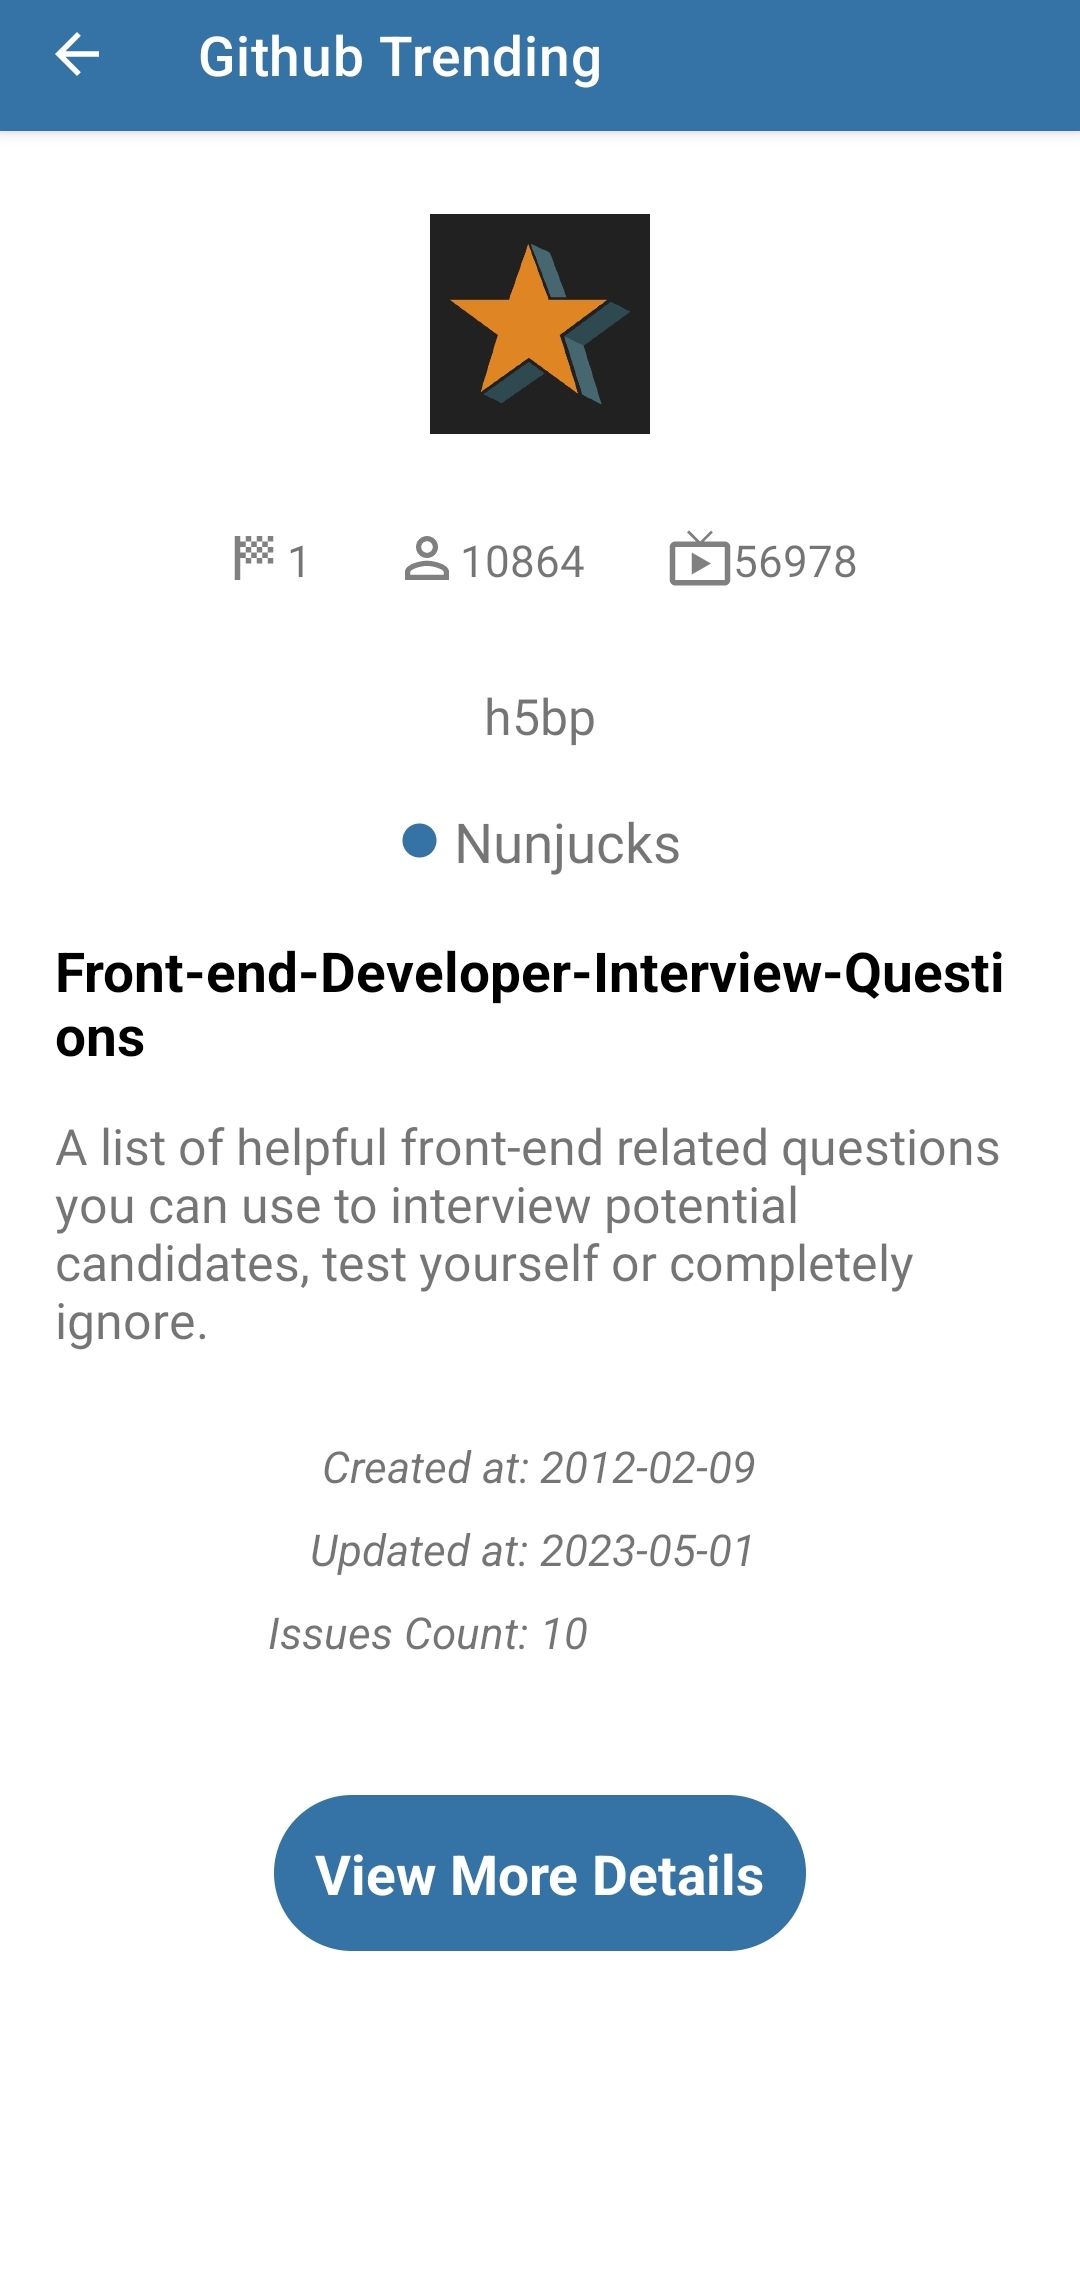 Github Trending
1 10864 56978
h5bp
Nunjucks
Front-end-Developer-Interview-Questi
ons
A list of helpful front-end related questions
you can use to interview potential
candidates, test yourself or completely
ignore.
Created at: 2012-02-09
Updated at: 2023-05-01
Issues Count: 10
View More Details